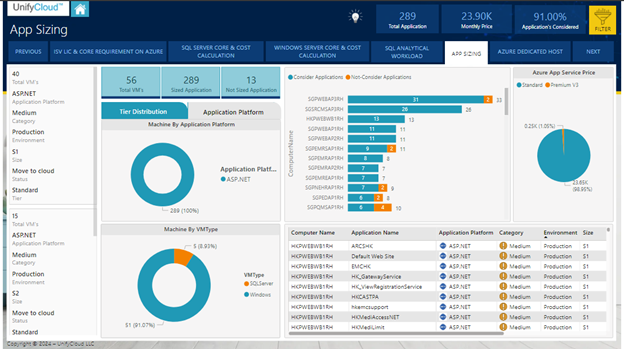 UnifyCloud™
App Sizing
289
Total Application
23.90K
Monthly Price
91.00%
Application's Considered
FILTER
PREVIOUS
ISV LIC & CORE REQUIREMENT ON AZURE
SQL SERVER CORE & COST CALCULATION
WINDOWS SERVER CORE & COST CALCULATION
SQL ANALYTICAL WORKLOAD
APP SIZING
AZURE DEDICATED HOST
NEXT
40
Total VM's
ASP.NET
Application Platform
Medium
Category
Production
Environment
S1
Size
Move to cloud
Status
Standard
Tier
15
Total VM's
ASP.NET
Application Platform
Medium
Category
Production
Environment
S2
Size
Move to cloud
Status
Standard
56
Total VM's
289
Sized Application
13
Not Sized Application
Tier Distribution
Application Platform
Machine By Application Platform
Application Platf...
ASP.NET
289 (100%)
Machine By VMType
5 (8.93%)
VMType
SQLServer
Windows
51 (91.07%)
Consider Applications
Not-Consider Applications
ComputerName
SGPWEBAP3RH 31 2 33
SGSRCMSAP3RH 26 26
HKPWEBWB1RH 13 13
SGPWEBAP1RH 11 11
SGPWEBAP2RH 11 11
SGPEMRSAP1RH 9 2 11
SGPEMRAP1RH 8 8
SGPEMRAP2RH 7 7
SGPEMRAP3RH 7 7
SGPNEHRAP1RH 7 2 9
SGPEDAP1RH 6 2 8
SGPQMSAP1RH 6 4 10
Azure App Service Price
Standard
Premium V3
0.25K (1.05%)
23.65K
(98.95%)
Computer Name Application Name Application Platform Category Environment Size
HKPWEBWB1RH ARCSHK ASP.NET Medium Production S1
HKPWEBWB1RH Default Web Site ASP.NET Medium Production S1
HKPWEBWB1RH EMCHK ASP.NET Medium Production S1
HKPWEBWB1RH HK_GatewayService ASP.NET Medium Production S1
HKPWEBWB1RH HK_ViewRegistrationService ASP.NET Medium Production S1
HKPWEBWB1RH HKCASTPA ASP.NET Medium Production S1
HKPWEBWB1RH hkemcsupport ASP.NET Medium Production S1
HKPWEBWB1RH HKMediAccessNET ASP.NET Medium Production S1
HKPWEBWB1RH HKMediLimit ASP.NET Medium Production S1
Copyright © 2024 – UnifyCloud LLC